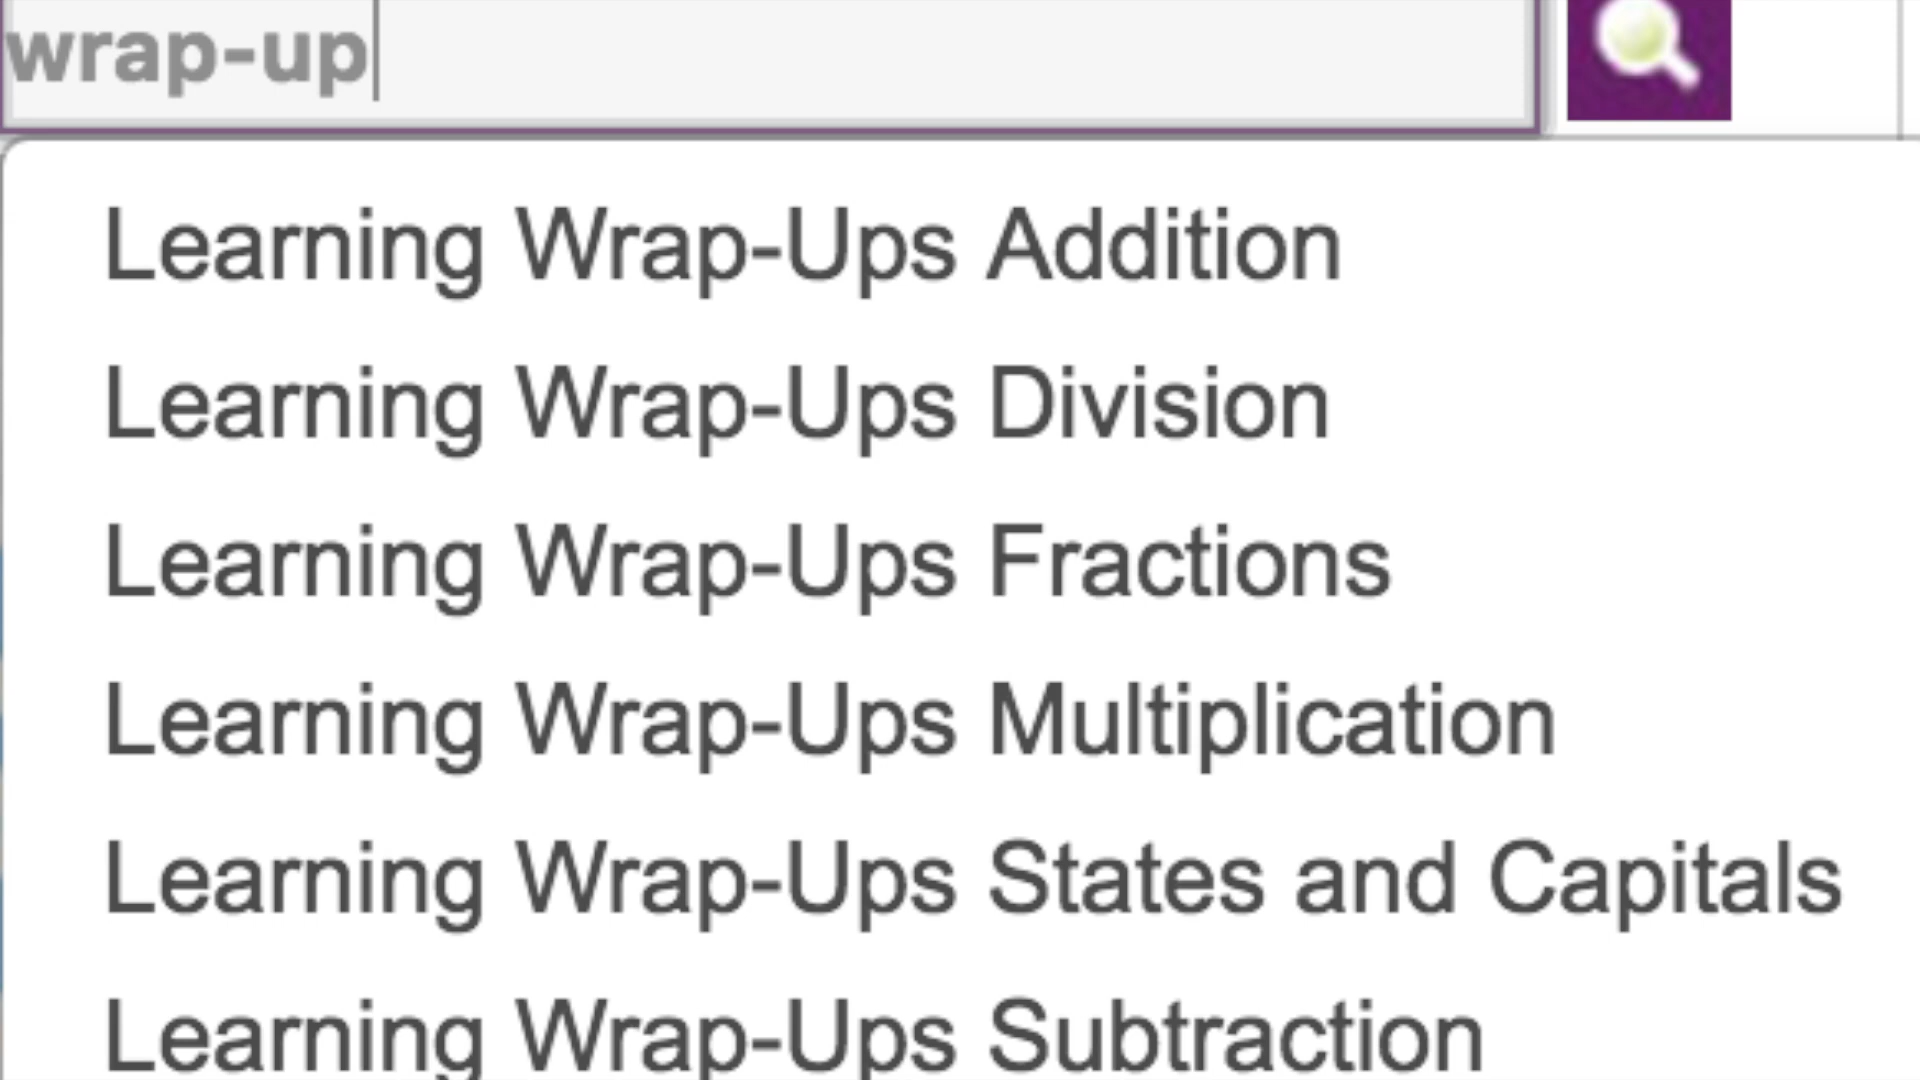 wrap-up
Learning Wrap-Ups Addition
Learning Wrap-Ups Division
Learning Wrap-Ups Fractions
Learning Wrap-Ups Multiplication
Learning Wrap-Ups States and Capitals
Learning Wrap-Ups Subtraction